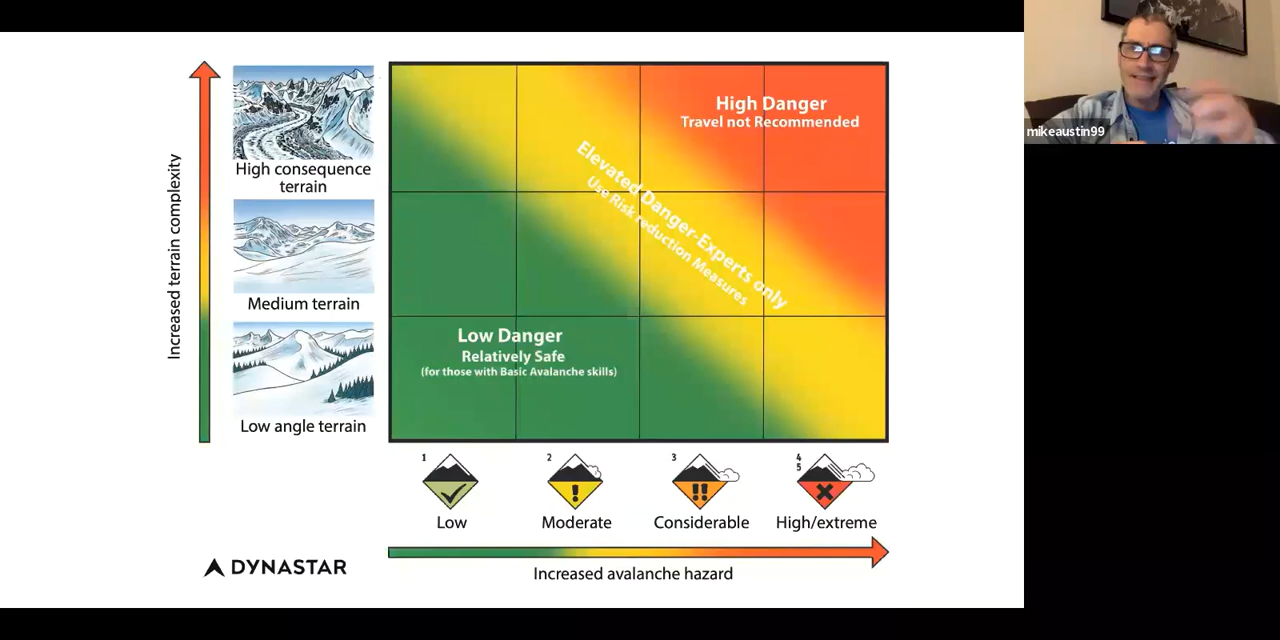 High Danger
Travel not Recommended
mikeaustin99
High consequence
terrain
Elevated Danger-Experts only
Use Risk reduction Measures
Increased terrain complexity
Medium terrain
Low Danger
Relatively Safe
(for those with Basic Avalanche skills)
Low angle terrain
1
2
3
4
5
Low
Moderate
Considerable
High/extreme
DYNASTAR
Increased avalanche hazard